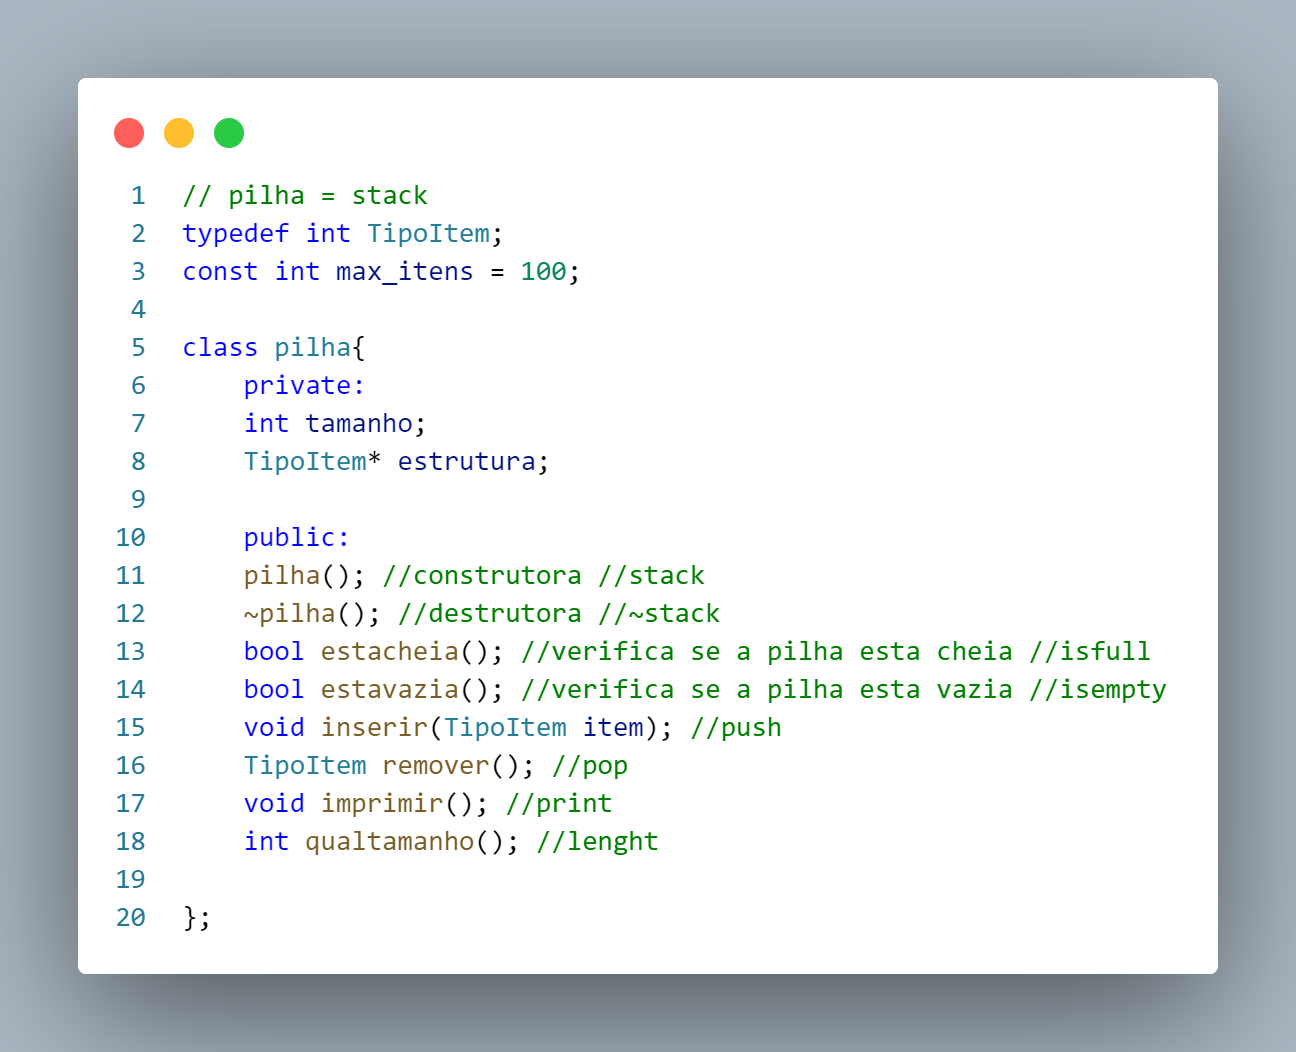 1 // pilha = stack
2 typedef int TipoItem;
3 const int max_itens = 100;
4
5 class pilha{
6     private:
7     int tamanho;
8     TipoItem* estrutura;
9
10     public:
11     pilha(); //construtora //stack
12     ~pilha(); //destrutora //~stack
13     bool estacheia(); //verifica se a pilha esta cheia //isfull
14     bool estavazia(); //verifica se a pilha esta vazia //isempty
15     void inserir(TipoItem item); //push
16     TipoItem remover(); //pop
17     void imprimir(); //print
18     int qualtamanho(); //lenght
19
20 };